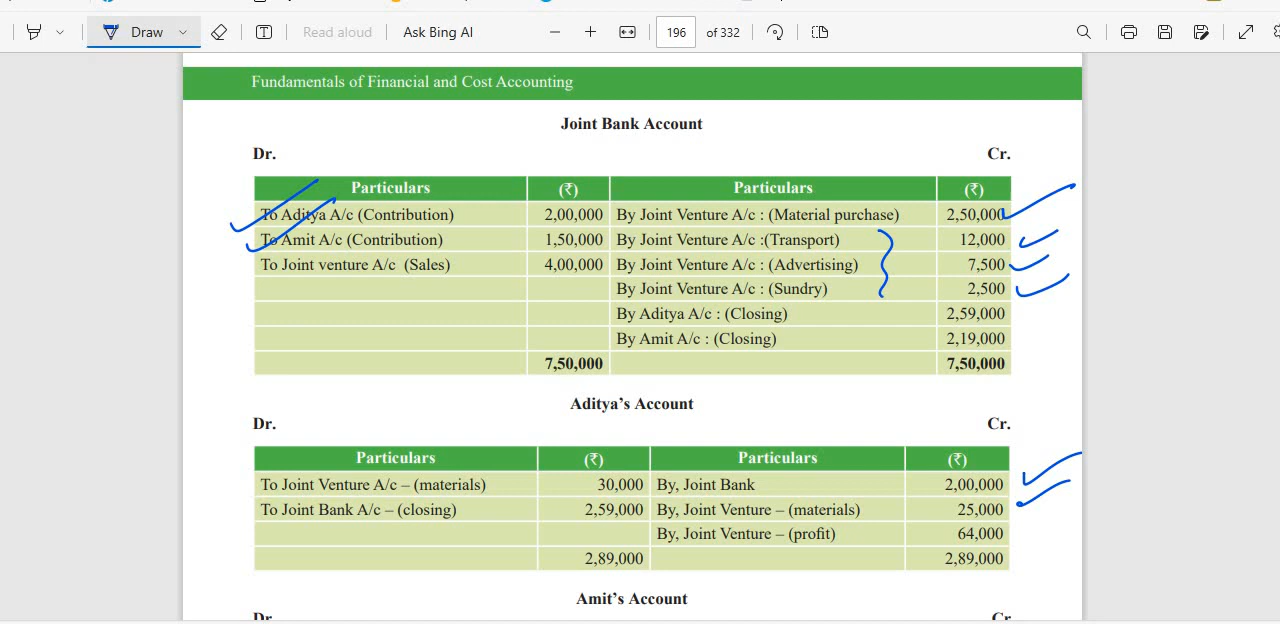 Draw
Read aloud
Ask Bing AI
196 of 332
Fundamentals of Financial and Cost Accounting
Joint Bank Account
Dr. Cr.
Particulars (₹) Particulars (₹)
To Aditya A/c (Contribution) 2,00,000 By Joint Venture A/c : (Material purchase) 2,50,000
To Amit A/c (Contribution) 1,50,000 By Joint Venture A/c :(Transport) 12,000
To Joint venture A/c (Sales) 4,00,000 By Joint Venture A/c : (Advertising) 7,500
By Joint Venture A/c : (Sundry) 2,500
By Aditya A/c : (Closing) 2,59,000
By Amit A/c : (Closing) 2,19,000
7,50,000 7,50,000
Aditya’s Account
Dr. Cr.
Particulars (₹) Particulars (₹)
To Joint Venture A/c – (materials) 30,000 By, Joint Bank 2,00,000
To Joint Bank A/c – (closing) 2,59,000 By, Joint Venture – (materials) 25,000
By, Joint Venture – (profit) 64,000
2,89,000 2,89,000
Amit’s Account
Dr. Cr.